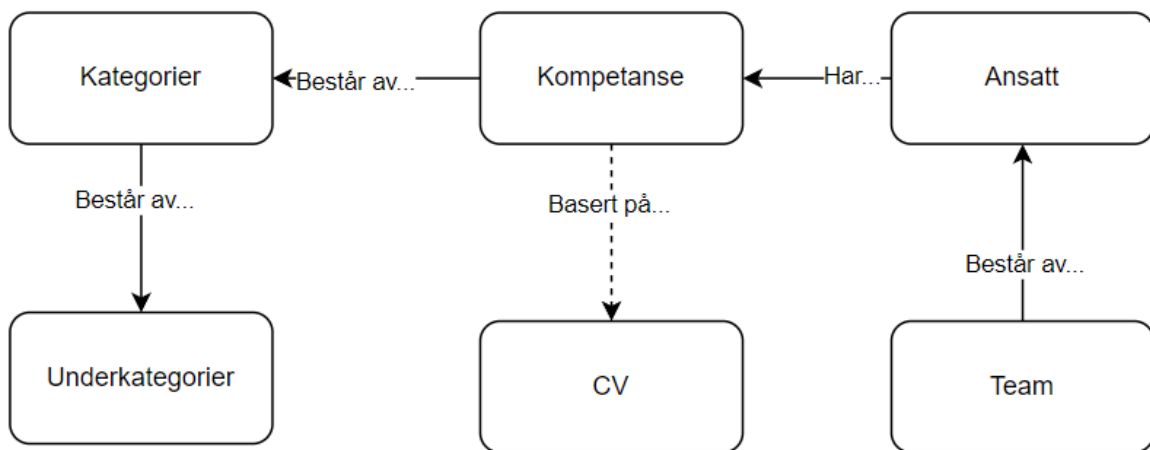 Kategorier
Består av...
Kompetanse
Har...
Ansatt
Består av...
Basert på...
Består av...
Underkategorier
CV
Team